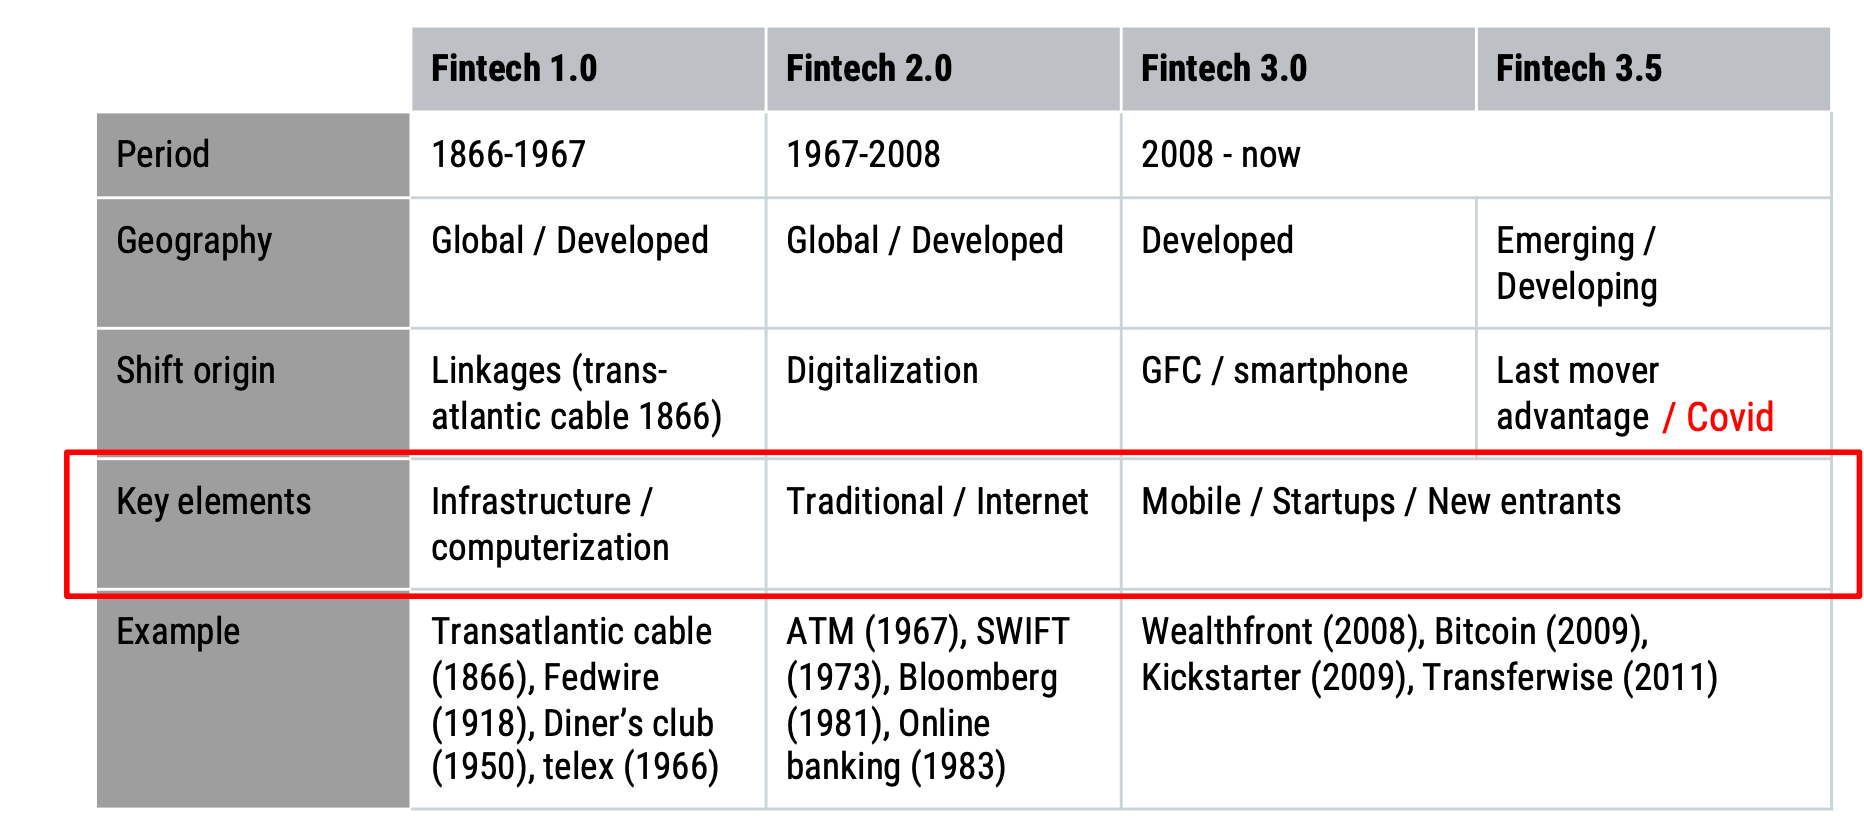 Fintech 1.0
Fintech 2.0
Fintech 3.0
Fintech 3.5
Period
1866-1967
1967-2008
2008 - now
Geography
Global / Developed
Global / Developed
Developed
Emerging /
Developing
Shift origin
Linkages (trans-
atlantic cable 1866)
Digitalization
GFC / smartphone
Last mover
advantage / Covid
Key elements
Infrastructure /
computerization
Traditional / Internet
Mobile / Startups / New entrants
Example
Transatlantic cable
(1866), Fedwire
(1918), Diner’s club
(1950), telex (1966)
ATM (1967), SWIFT
(1973), Bloomberg
(1981), Online
banking (1983)
Wealthfront (2008), Bitcoin (2009),
Kickstarter (2009), Transferwise (2011)